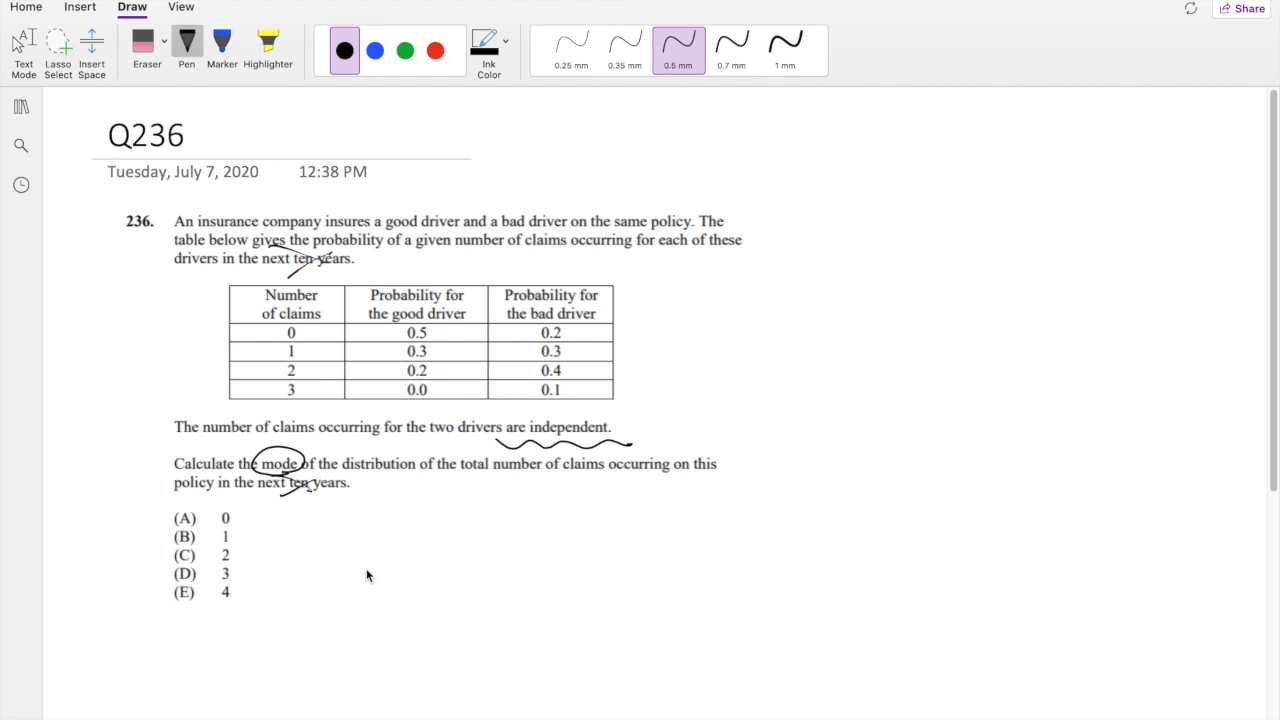 Home Insert Draw View
Share
Text Mode
Lasso Select
Insert Space
Eraser
Pen
Marker
Highlighter
Ink Color
0.25 mm
0.35 mm
0.5 mm
0.7 mm
1 mm
Q236
Tuesday, July 7, 2020 12:38 PM
236. An insurance company insures a good driver and a bad driver on the same policy. The
table below gives the probability of a given number of claims occurring for each of these
drivers in the next ten years.
Number of claims Probability for the good driver Probability for the bad driver
0 0.5 0.2
1 0.3 0.3
2 0.2 0.4
3 0.0 0.1
The number of claims occurring for the two drivers are independent.
Calculate the mode of the distribution of the total number of claims occurring on this
policy in the next ten years.
(A) 0
(B) 1
(C) 2
(D) 3
(E) 4